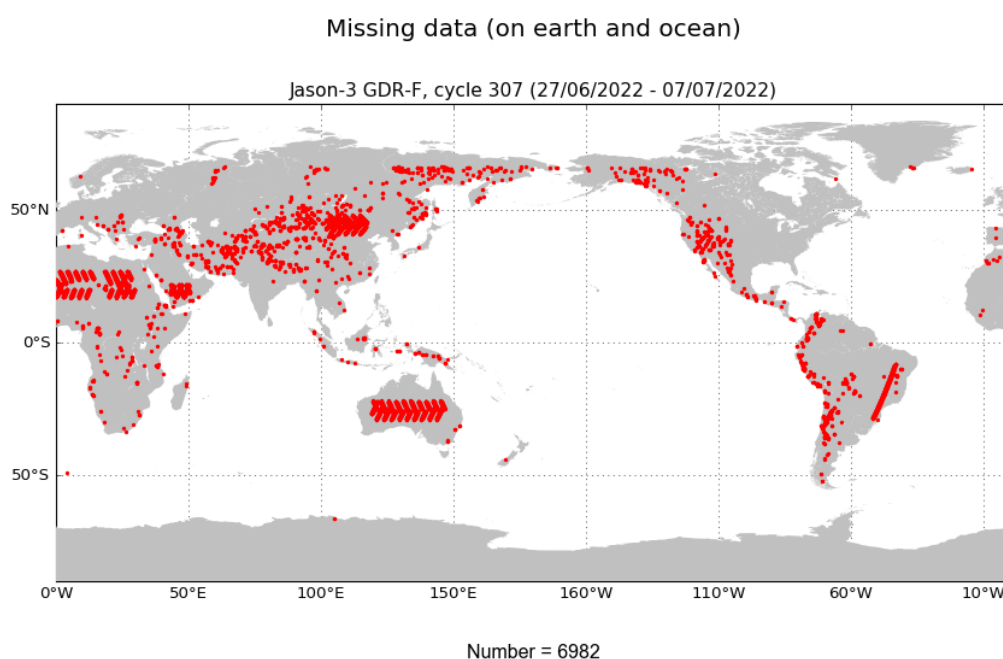 Missing data (on earth and ocean)
Jason-3 GDR-F, cycle 307 (27/06/2022 - 07/07/2022)
50°N
0°S
50°S
0°W 50°E 100°E 150°E 160°W 110°W 60°W 10°W
Number = 6982